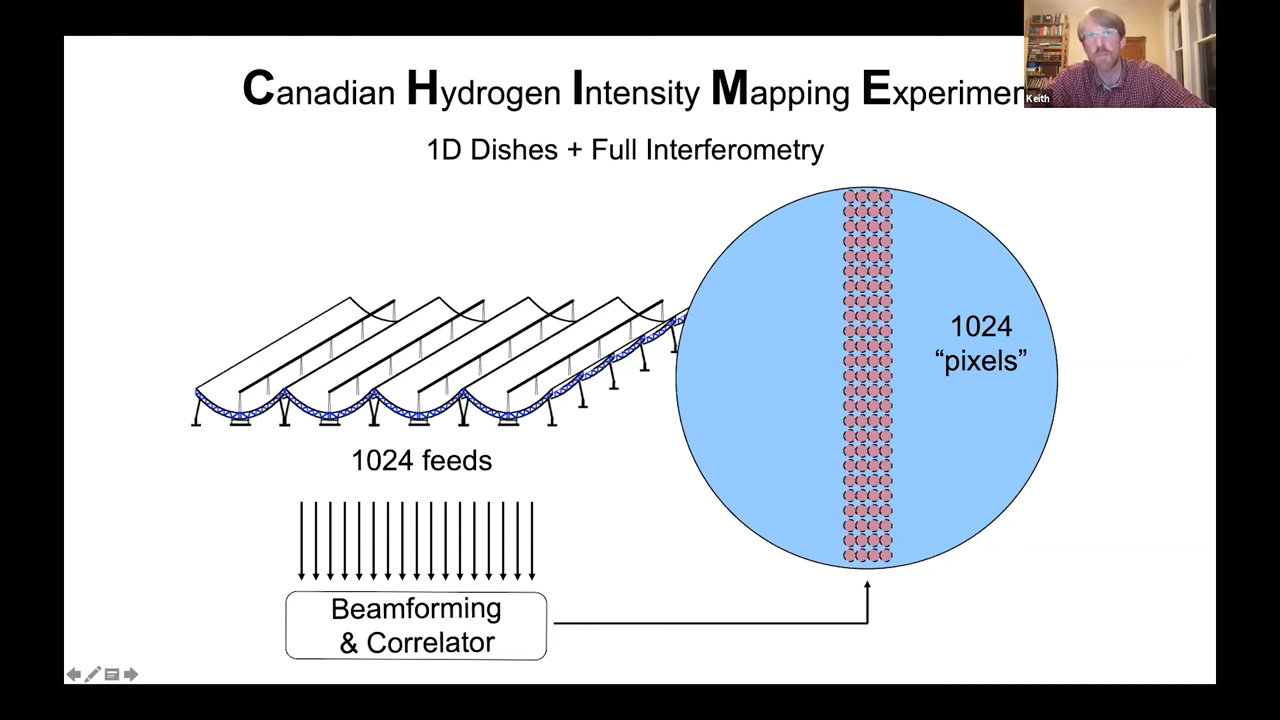 Canadian Hydrogen Intensity Mapping Experimen
Keith
1D Dishes + Full Interferometry
1024
“pixels”
1024 feeds
Beamforming
& Correlator